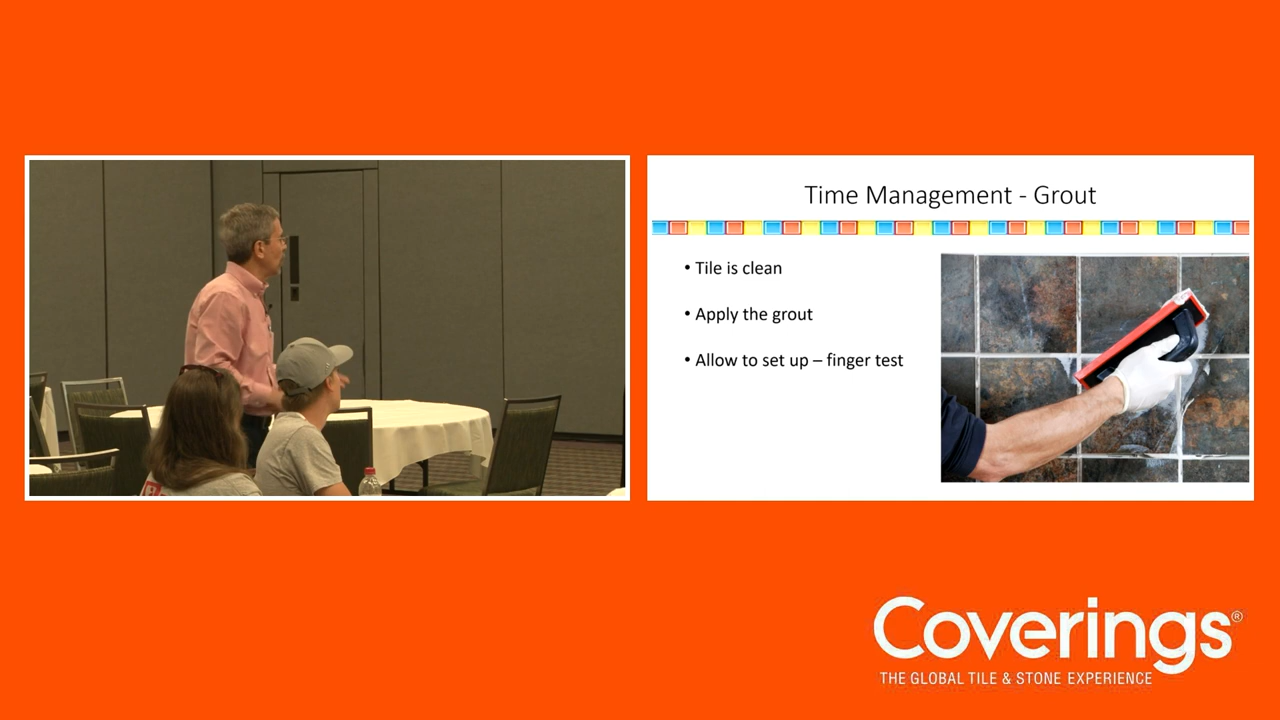 Time Management - Grout
• Tile is clean
• Apply the grout
• Allow to set up – finger test
Coverings®
THE GLOBAL TILE & STONE EXPERIENCE